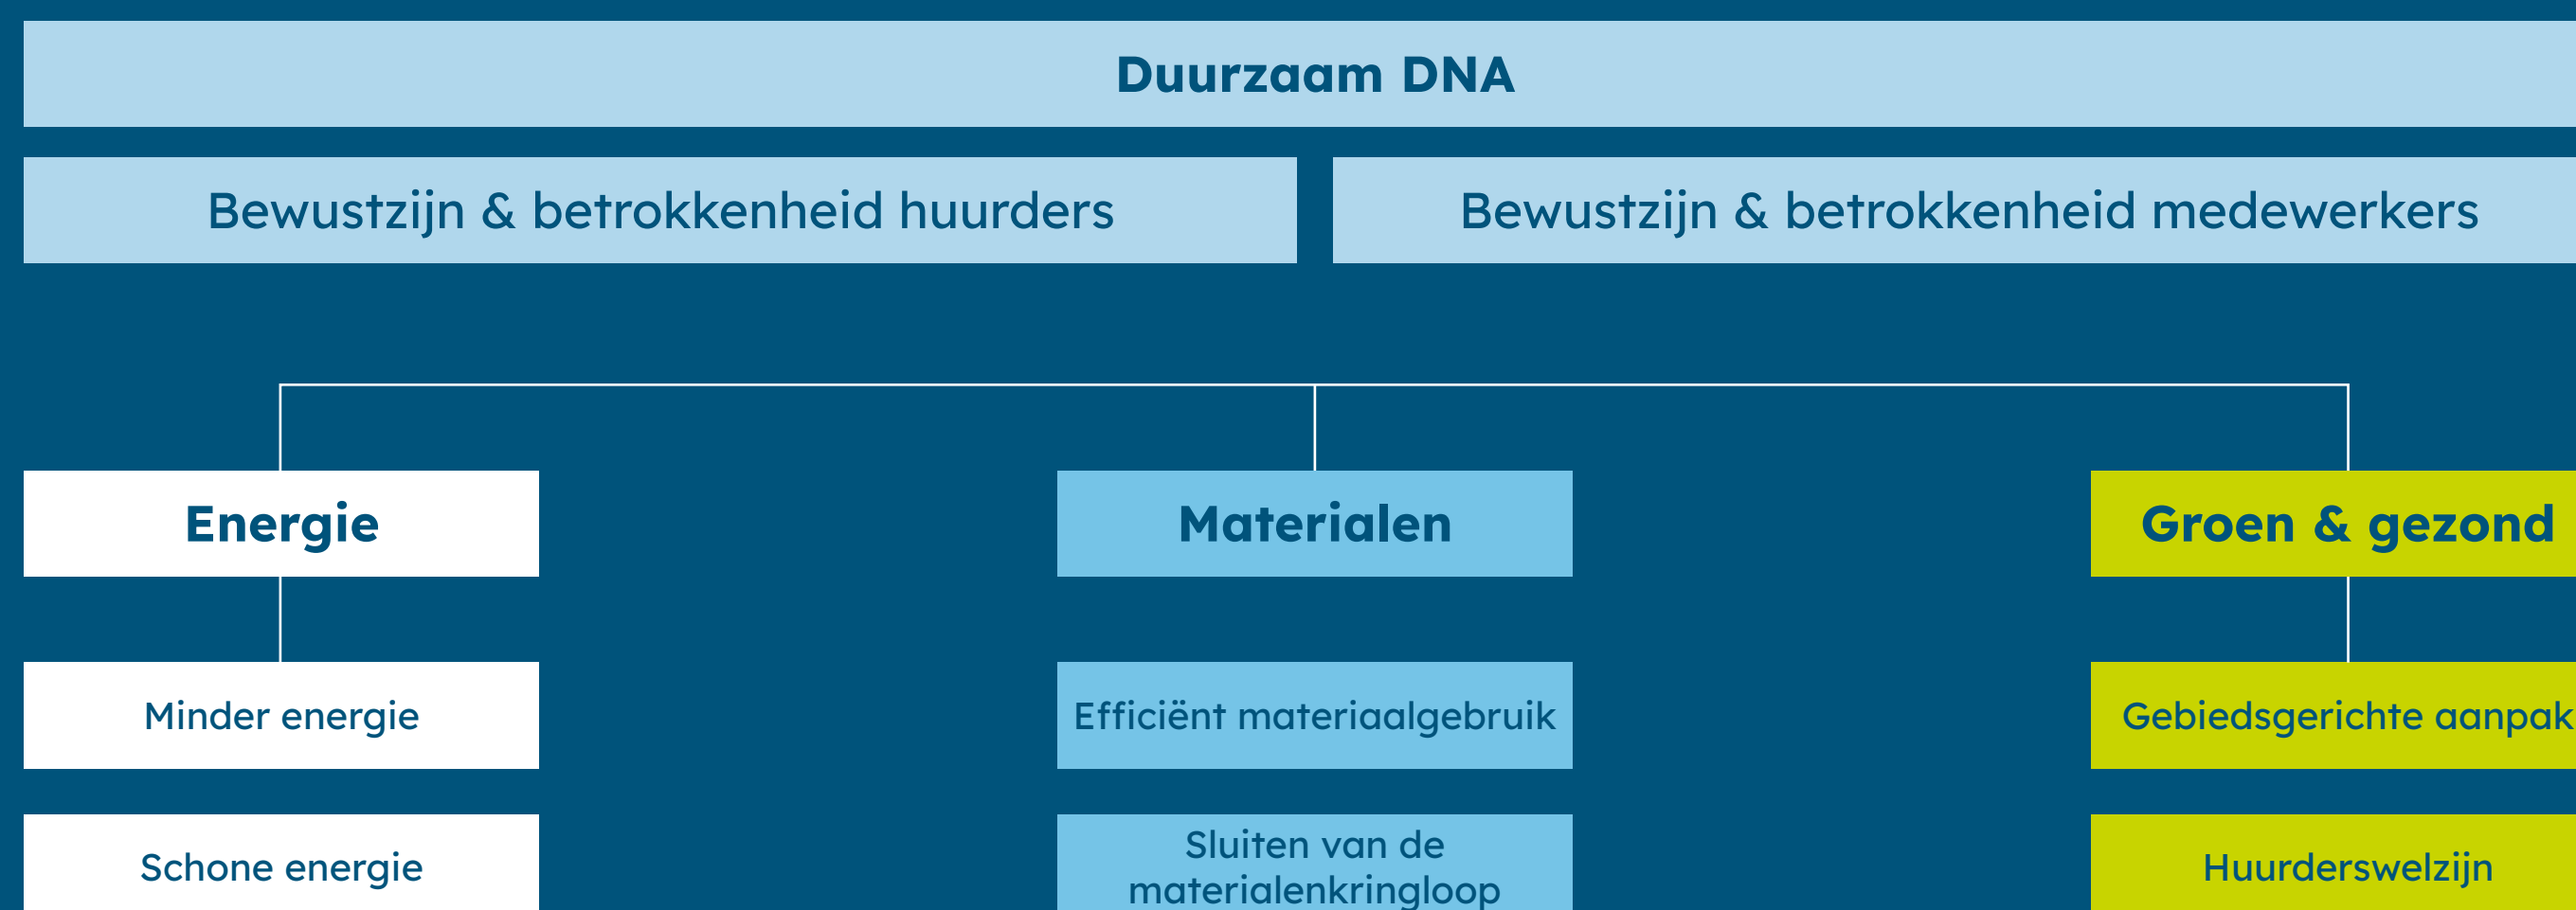 Duurzaam DNA
Bewustzijn & betrokkenheid huurders
Bewustzijn & betrokkenheid medewerkers
Energie
Materialen
Groen & gezond
Minder energie
Efficiënt materiaalgebruik
Gebiedsgerichte aanpak
Schone energie
Sluiten van de
materialenkringloop
Huurderswelzijn